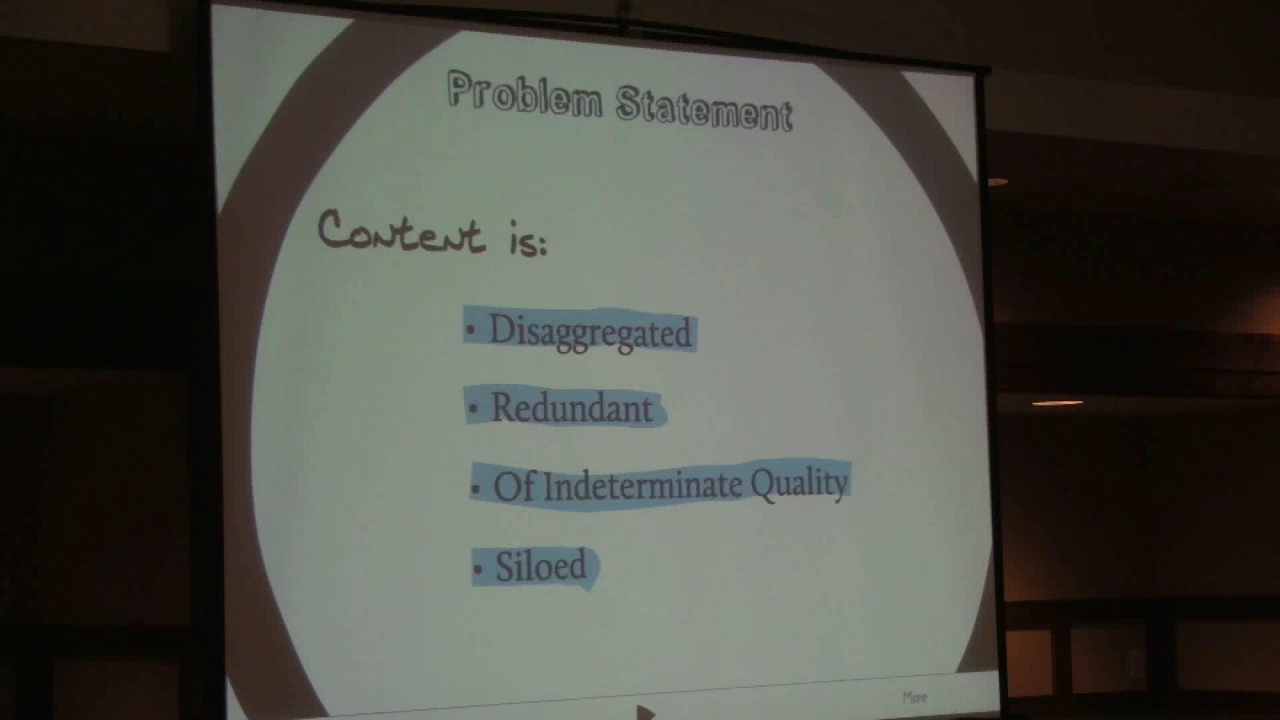 Problem Statement
Content is:
• Disaggregated
• Redundant
• Of Indeterminate Quality
• Siloed
More